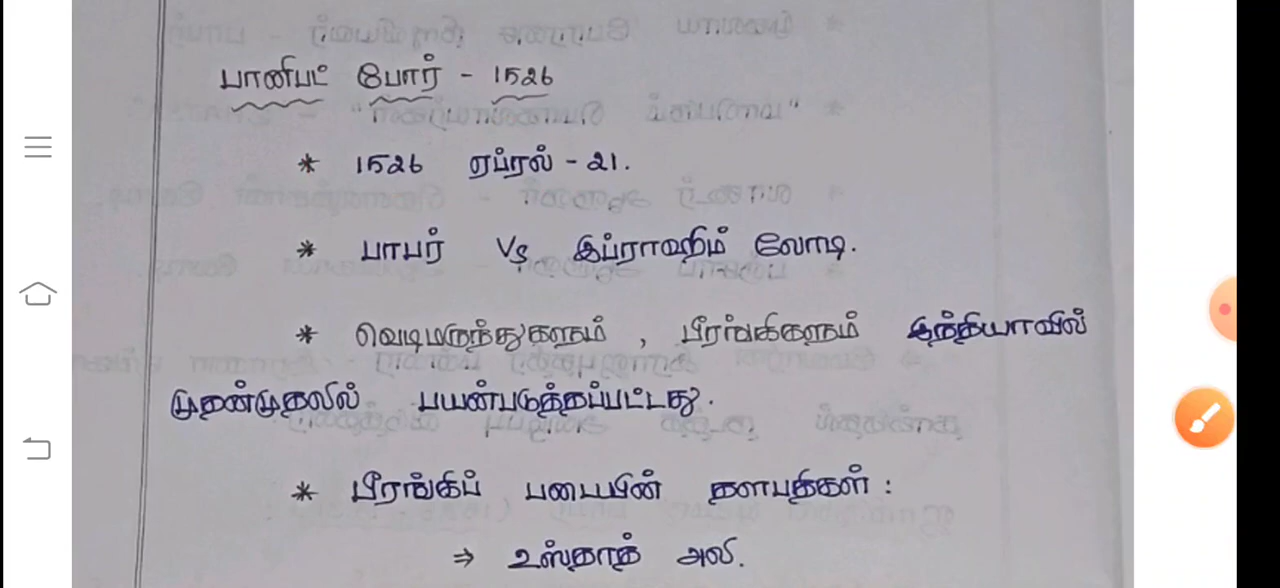 பானிபட் போர் - 1526
* 1526 ஏப்ரல் - 21.
* பாபர் Vs இப்ராஹிம் லோடி.
* வெடிமருந்துகளும் , பீரங்கிகளும் இந்தியாவில்
முதன்முதலில் பயன்படுத்தப்பட்டது.
* பீரங்கிப் படையின் தளபதிகள் :
⇒ உஸ்தாத் அலி.